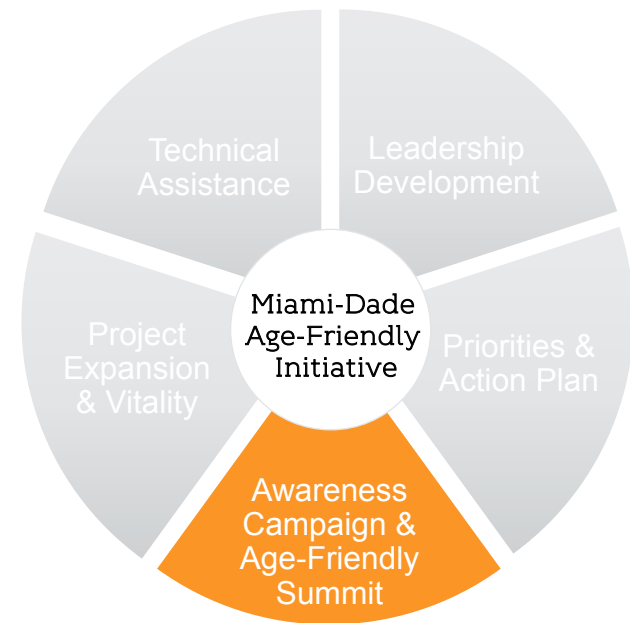 Technical
Assistance
Leadership
Development
Miami-Dade
Age-Friendly
Initiative
Project
Expansion
& Vitality
Priorities &
Action Plan
Awareness
Campaign &
Age-Friendly
Summit